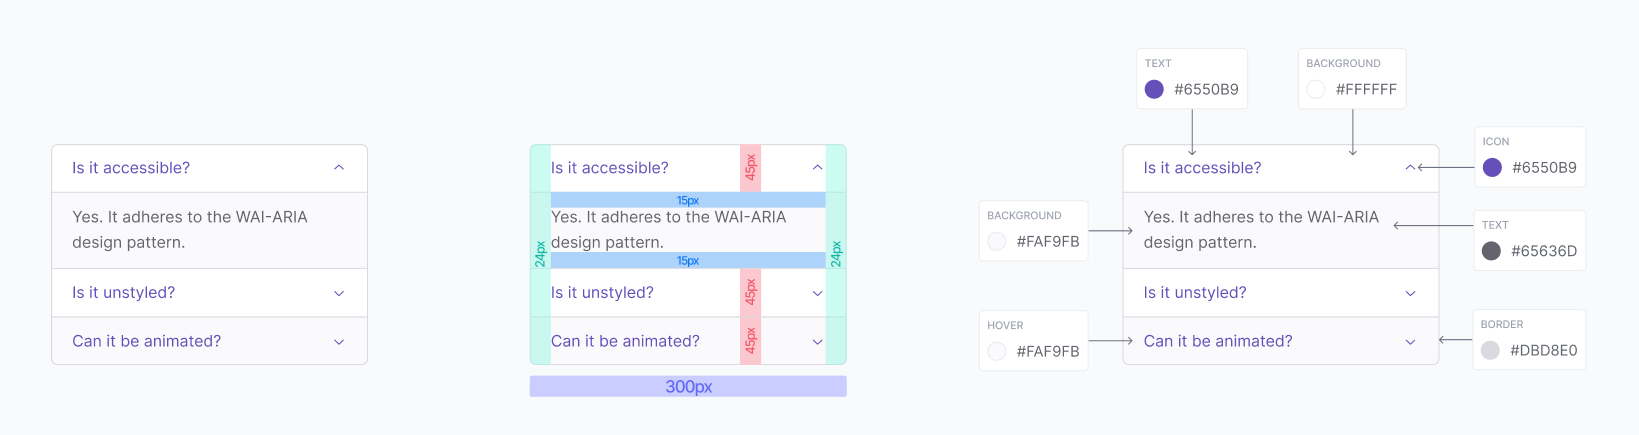 Is it accessible?
Yes. It adheres to the WAI-ARIA
design pattern.
Is it unstyled?
Can it be animated?
Is it accessible?
45px
15px
Yes. It adheres to the WAI-ARIA
design pattern.
24px
24px
15px
Is it unstyled?
45px
Can it be animated?
45px
300px
TEXT
#6550B9
BACKGROUND
#FFFFFF
ICON
#6550B9
Is it accessible?
BACKGROUND
#FAF9FB
Yes. It adheres to the WAI-ARIA
design pattern.
TEXT
#65636D
Is it unstyled?
HOVER
#FAF9FB
Can it be animated?
BORDER
#DBD8E0